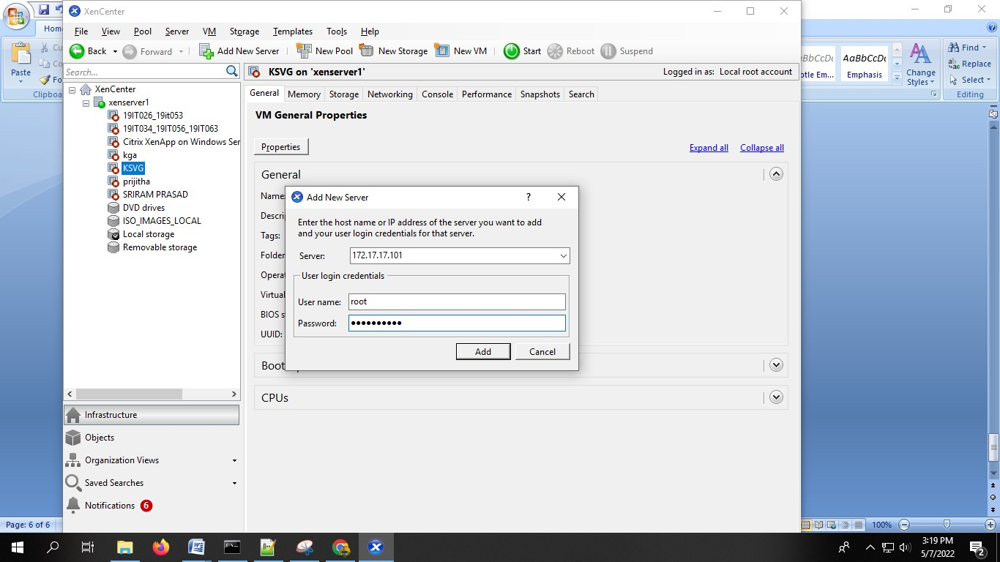 XenCenter
Home
File View Pool Server VM Storage Templates Tools Help
Back Forward Add New Server New Pool New Storage New VM Start Reboot Suspend
Search...
KSVG on 'xenserver1'
Logged in as: Local root account
General Memory Storage Networking Console Performance Snapshots Search
VM General Properties
Properties
Expand all Collapse all
XenCenter
xenserver1
19IT026_19it053
19IT034_19IT056_19IT063
Citrix XenApp on Windows Ser
kga
KSVG
prijitha
SRIRAM PRASAD
DVD drives
ISO_IMAGES_LOCAL
Local storage
Removable storage
General
Name:
Descri
Tags:
Folder
Operat
Virtual
BIOS s
UUID:
Boot
CPUs
Add New Server
?
Enter the host name or IP address of the server you want to add
and your user login credentials for that server.
Server: 172.17.17.101
User login credentials
User name: root
Password: ••••••••••
Add Cancel
Infrastructure
Objects
Organization Views
Saved Searches
Notifications 6
Paste
Cu
Co
Fo
Clipboa
AaBbCcDc AaBbCcDc
tle Em... Emphasis
Change
Styles
Find
Replace
Select
Editing
Page: 6 of 6
100%
3:19 PM
5/7/2022
2